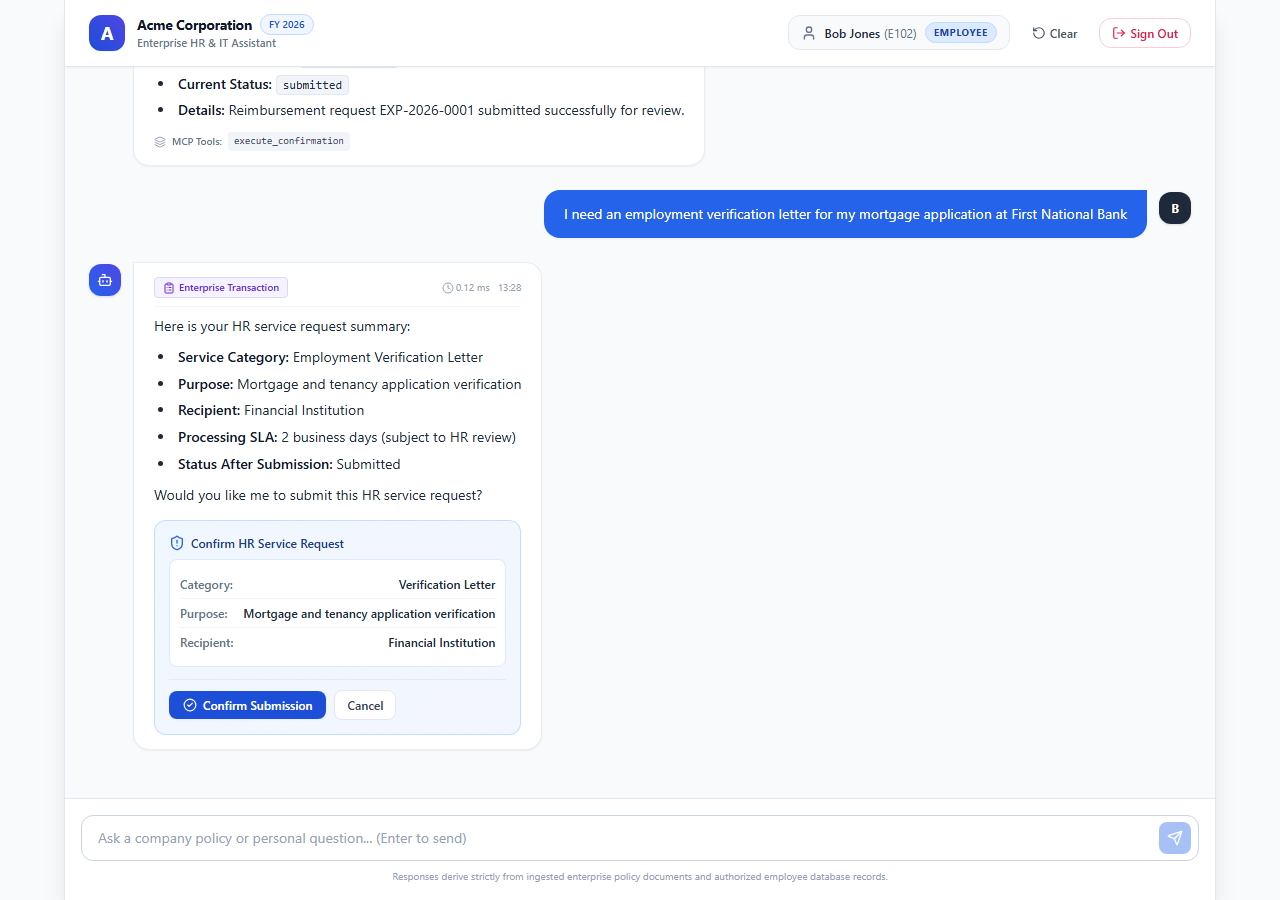 A
Acme Corporation FY 2026
Enterprise HR & IT Assistant
Bob Jones (E102) EMPLOYEE
Clear
Sign Out
Current Status: submitted
Details: Reimbursement request EXP-2026-0001 submitted successfully for review.
MCP Tools: execute_confirmation
I need an employment verification letter for my mortgage application at First National Bank
B
Enterprise Transaction 0.12 ms 13:28
Here is your HR service request summary:
Service Category: Employment Verification Letter
Purpose: Mortgage and tenancy application verification
Recipient: Financial Institution
Processing SLA: 2 business days (subject to HR review)
Status After Submission: Submitted
Would you like me to submit this HR service request?
Confirm HR Service Request
Category: Verification Letter
Purpose: Mortgage and tenancy application verification
Recipient: Financial Institution
Confirm Submission Cancel
Ask a company policy or personal question... (Enter to send)
Responses derive strictly from ingested enterprise policy documents and authorized employee database records.